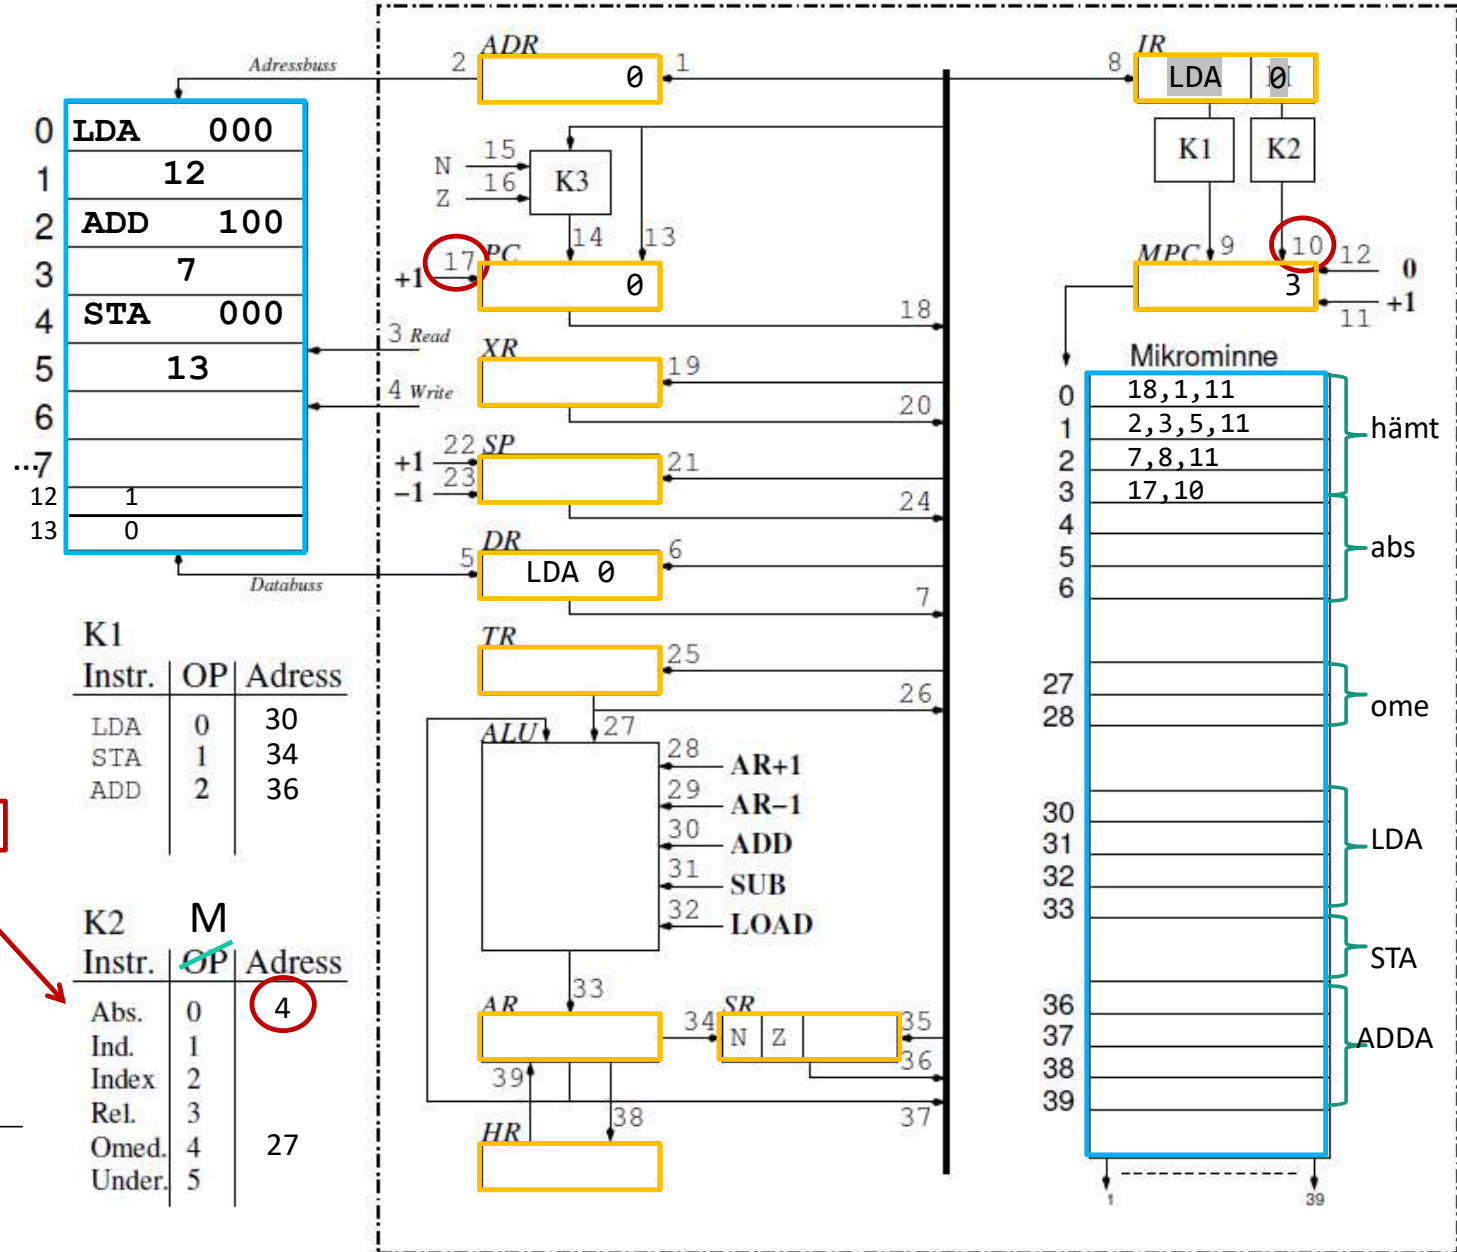 ADR
2
Adressbuss
0
1
8
IR
LDA
0
K1
K2
0 LDA 000
1 12
2 ADD 100
3 7
4 STA 000
5 13
6
...7
12 1
13 0
Databuss
N 15
Z 16
K3
14
13
PC
17
+1
0
18
3 Read
4 Write
XR
19
20
SP
22
+1
23
−1
21
24
DR
5
LDA 0
6
7
TR
25
26
27
ALU
28 AR+1
29 AR−1
30 ADD
31 SUB
32 LOAD
33
AR
34
SR
N Z
35
36
37
38
39
HR
9
10
MPC
3
12 0
11 +1
Mikrominne
0 18,1,11
1 2,3,5,11
2 7,8,11
3 17,10
4
5
6
27
28
30
31
32
33
36
37
38
39
hämt
abs
ome
LDA
STA
ADDA
1
39
K1
Instr. OP Adress
LDA 0 30
STA 1 34
ADD 2 36
K2
M
Instr. OP Adress
Abs. 0 4
Ind. 1
Index 2
Rel. 3
Omed. 4 27
Under. 5